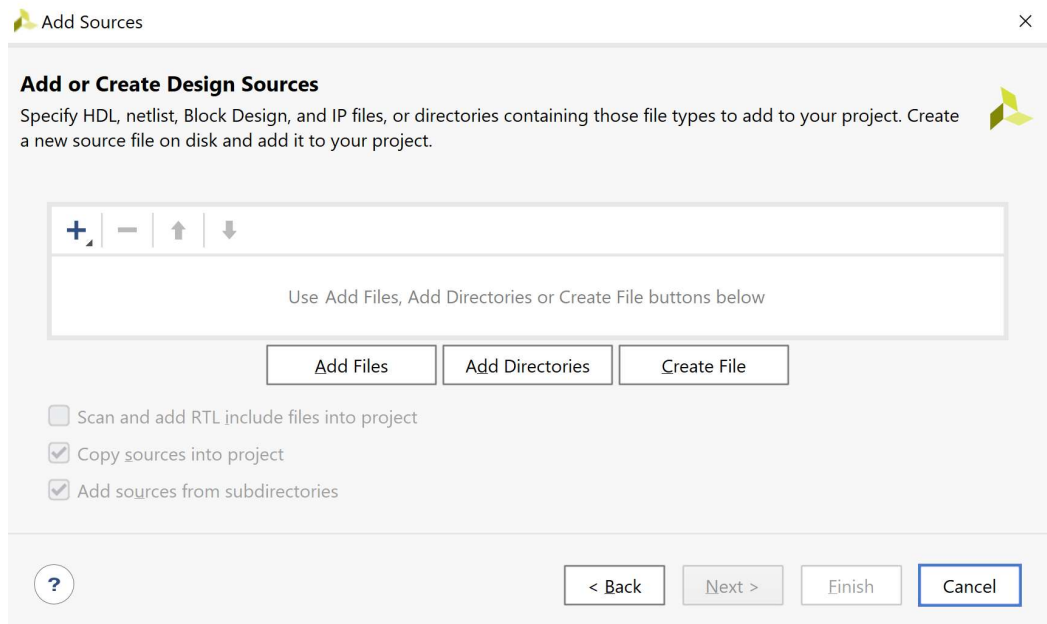 Add Sources
Add or Create Design Sources
Specify HDL, netlist, Block Design, and IP files, or directories containing those file types to add to your project. Create
a new source file on disk and add it to your project.
Use Add Files, Add Directories or Create File buttons below
Add Files
Add Directories
Create File
Scan and add RTL include files into project
Copy sources into project
Add sources from subdirectories
?
< Back
Next >
Finish
Cancel